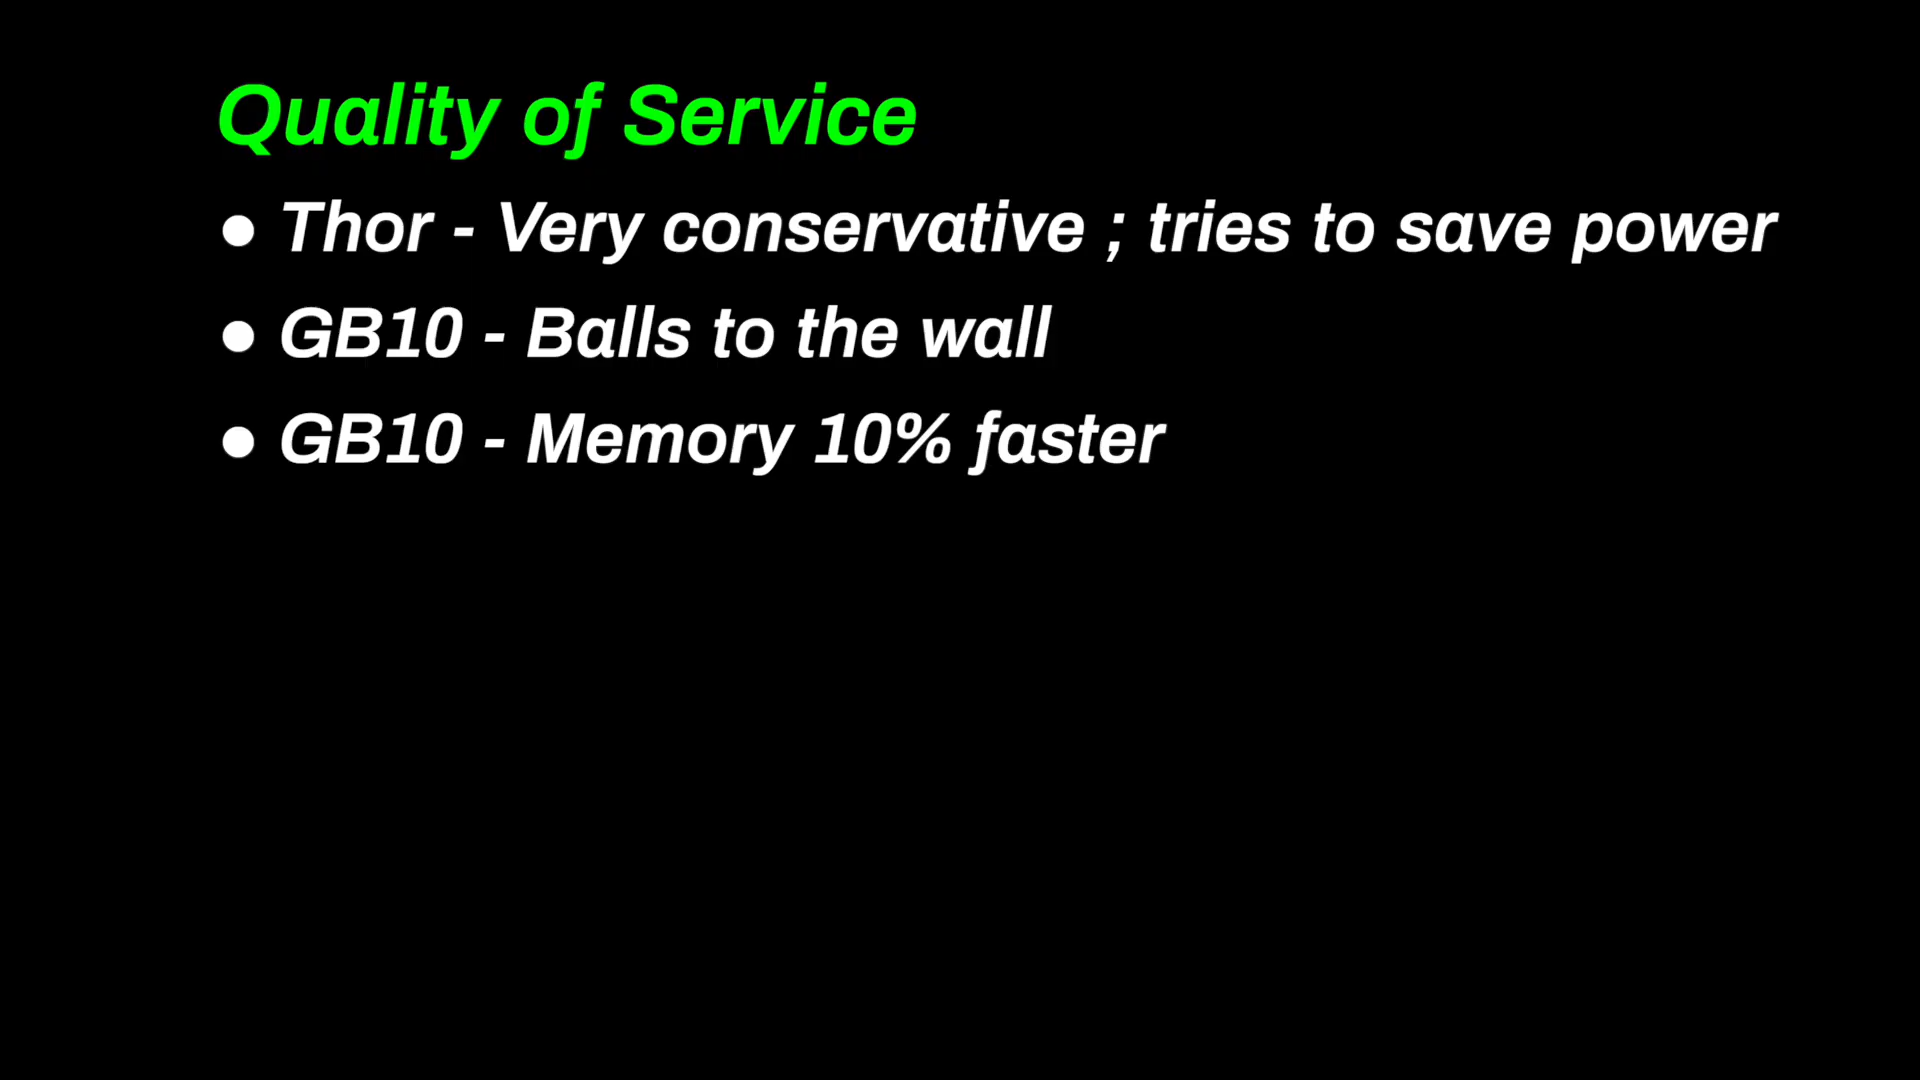 Quality of Service
● Thor - Very conservative ; tries to save power
● GB10 - Balls to the wall
● GB10 - Memory 10% faster